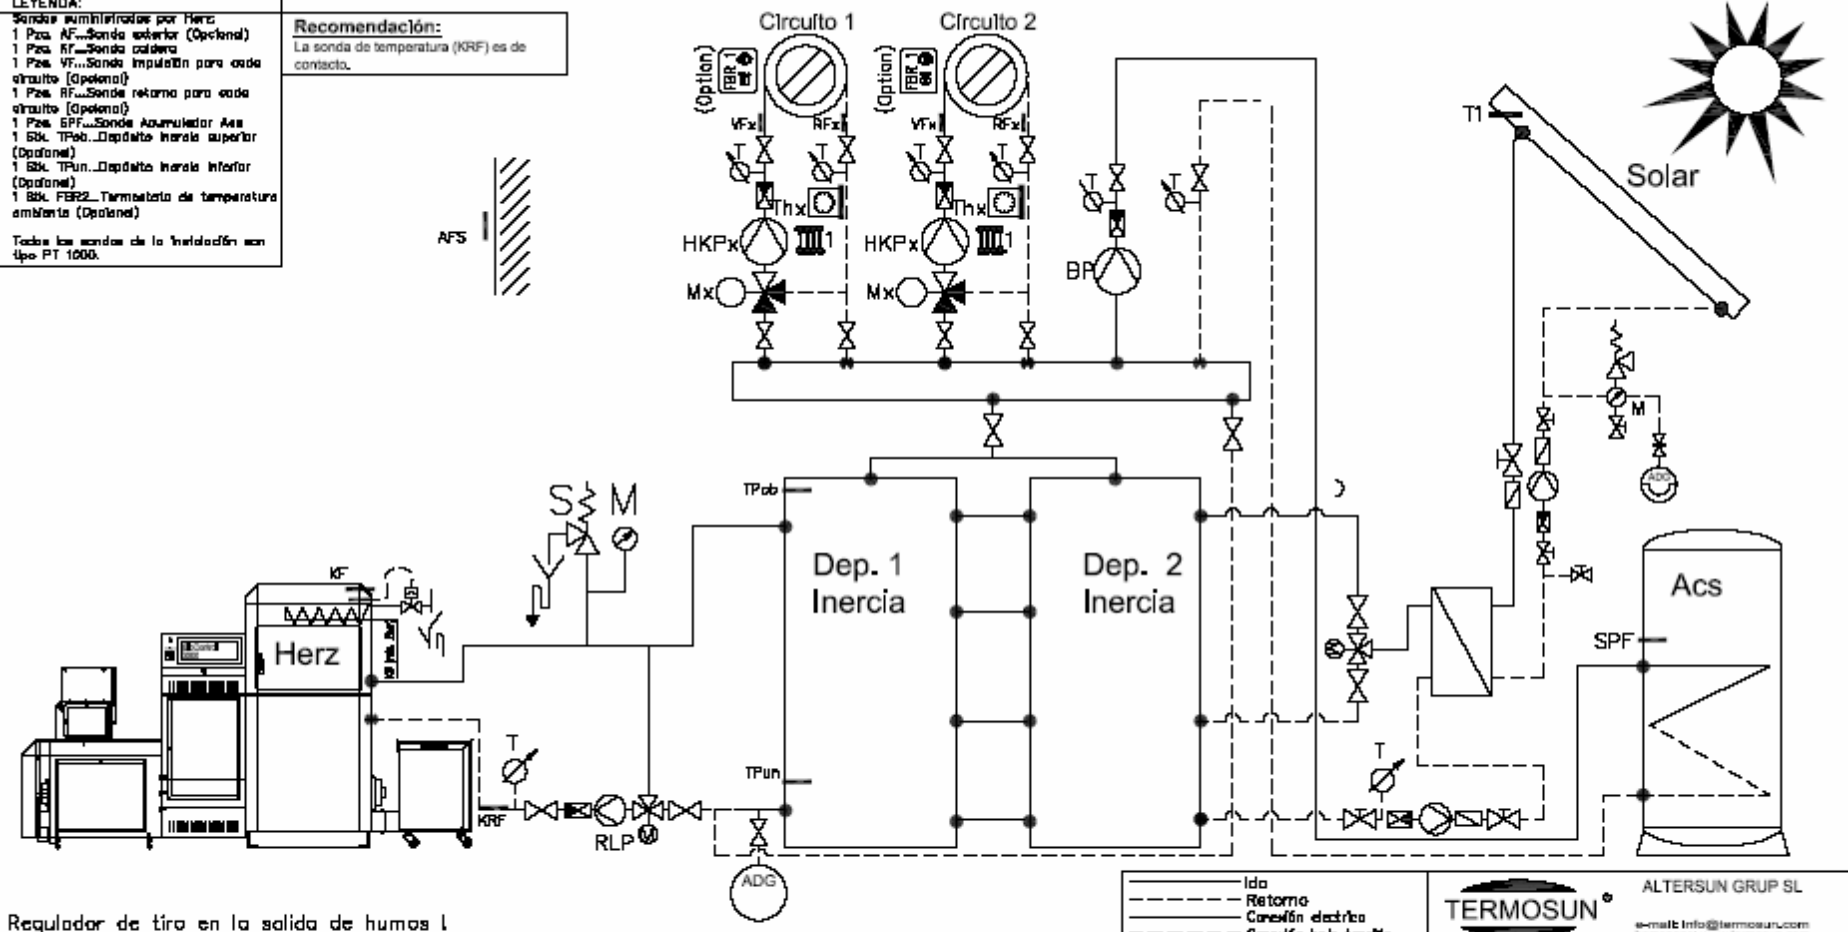 LEYENDA:
Sondas suministradas por Herz
1 Pza. AF...Sonda exterior (Opcional)
1 Pza. KF...Sonda caldera
1 Pza. VF...Sonda impulsión para cada
circuito (Opcional)
1 Pza. RF...Sonda retorno para cada
circuito (Opcional)
1 Pza. SPF...Sonda Acumulador Acs
1 Stk. TPob...Depósito inercia superior
(Opcional)
1 Stk. TPun...Depósito inercia inferior
(Opcional)
1 Stk. FBR2...Termostato de temperatura
ambiente (Opcional)
Todas las sondas de la instalación son
tipo PT 1000.
Recomendación:
La sonda de temperatura (KRF) es de
contacto.
Circuito 1
Circuito 2
(Option)
FBR 1
(Option)
FBR 1
VFx
RFx
VFx
RFx
T
T
T
T
T
T
Thx
Thx
HKPx
1
HKPx
1
Mx
Mx
BP
AFS
T1
Solar
M
ADG
S
M
TPob
Dep. 1
Inercia
Dep. 2
Inercia
Acs
SPF
KF
Herz
T
TPun
T
KRF
RLP
M
ADG
Ida
Retorno
Conexión electrica
TERMOSUN®
ALTERSUN GRUP SL
e-mail: info@termosun.com
Regulador de tiro en la salida de humos